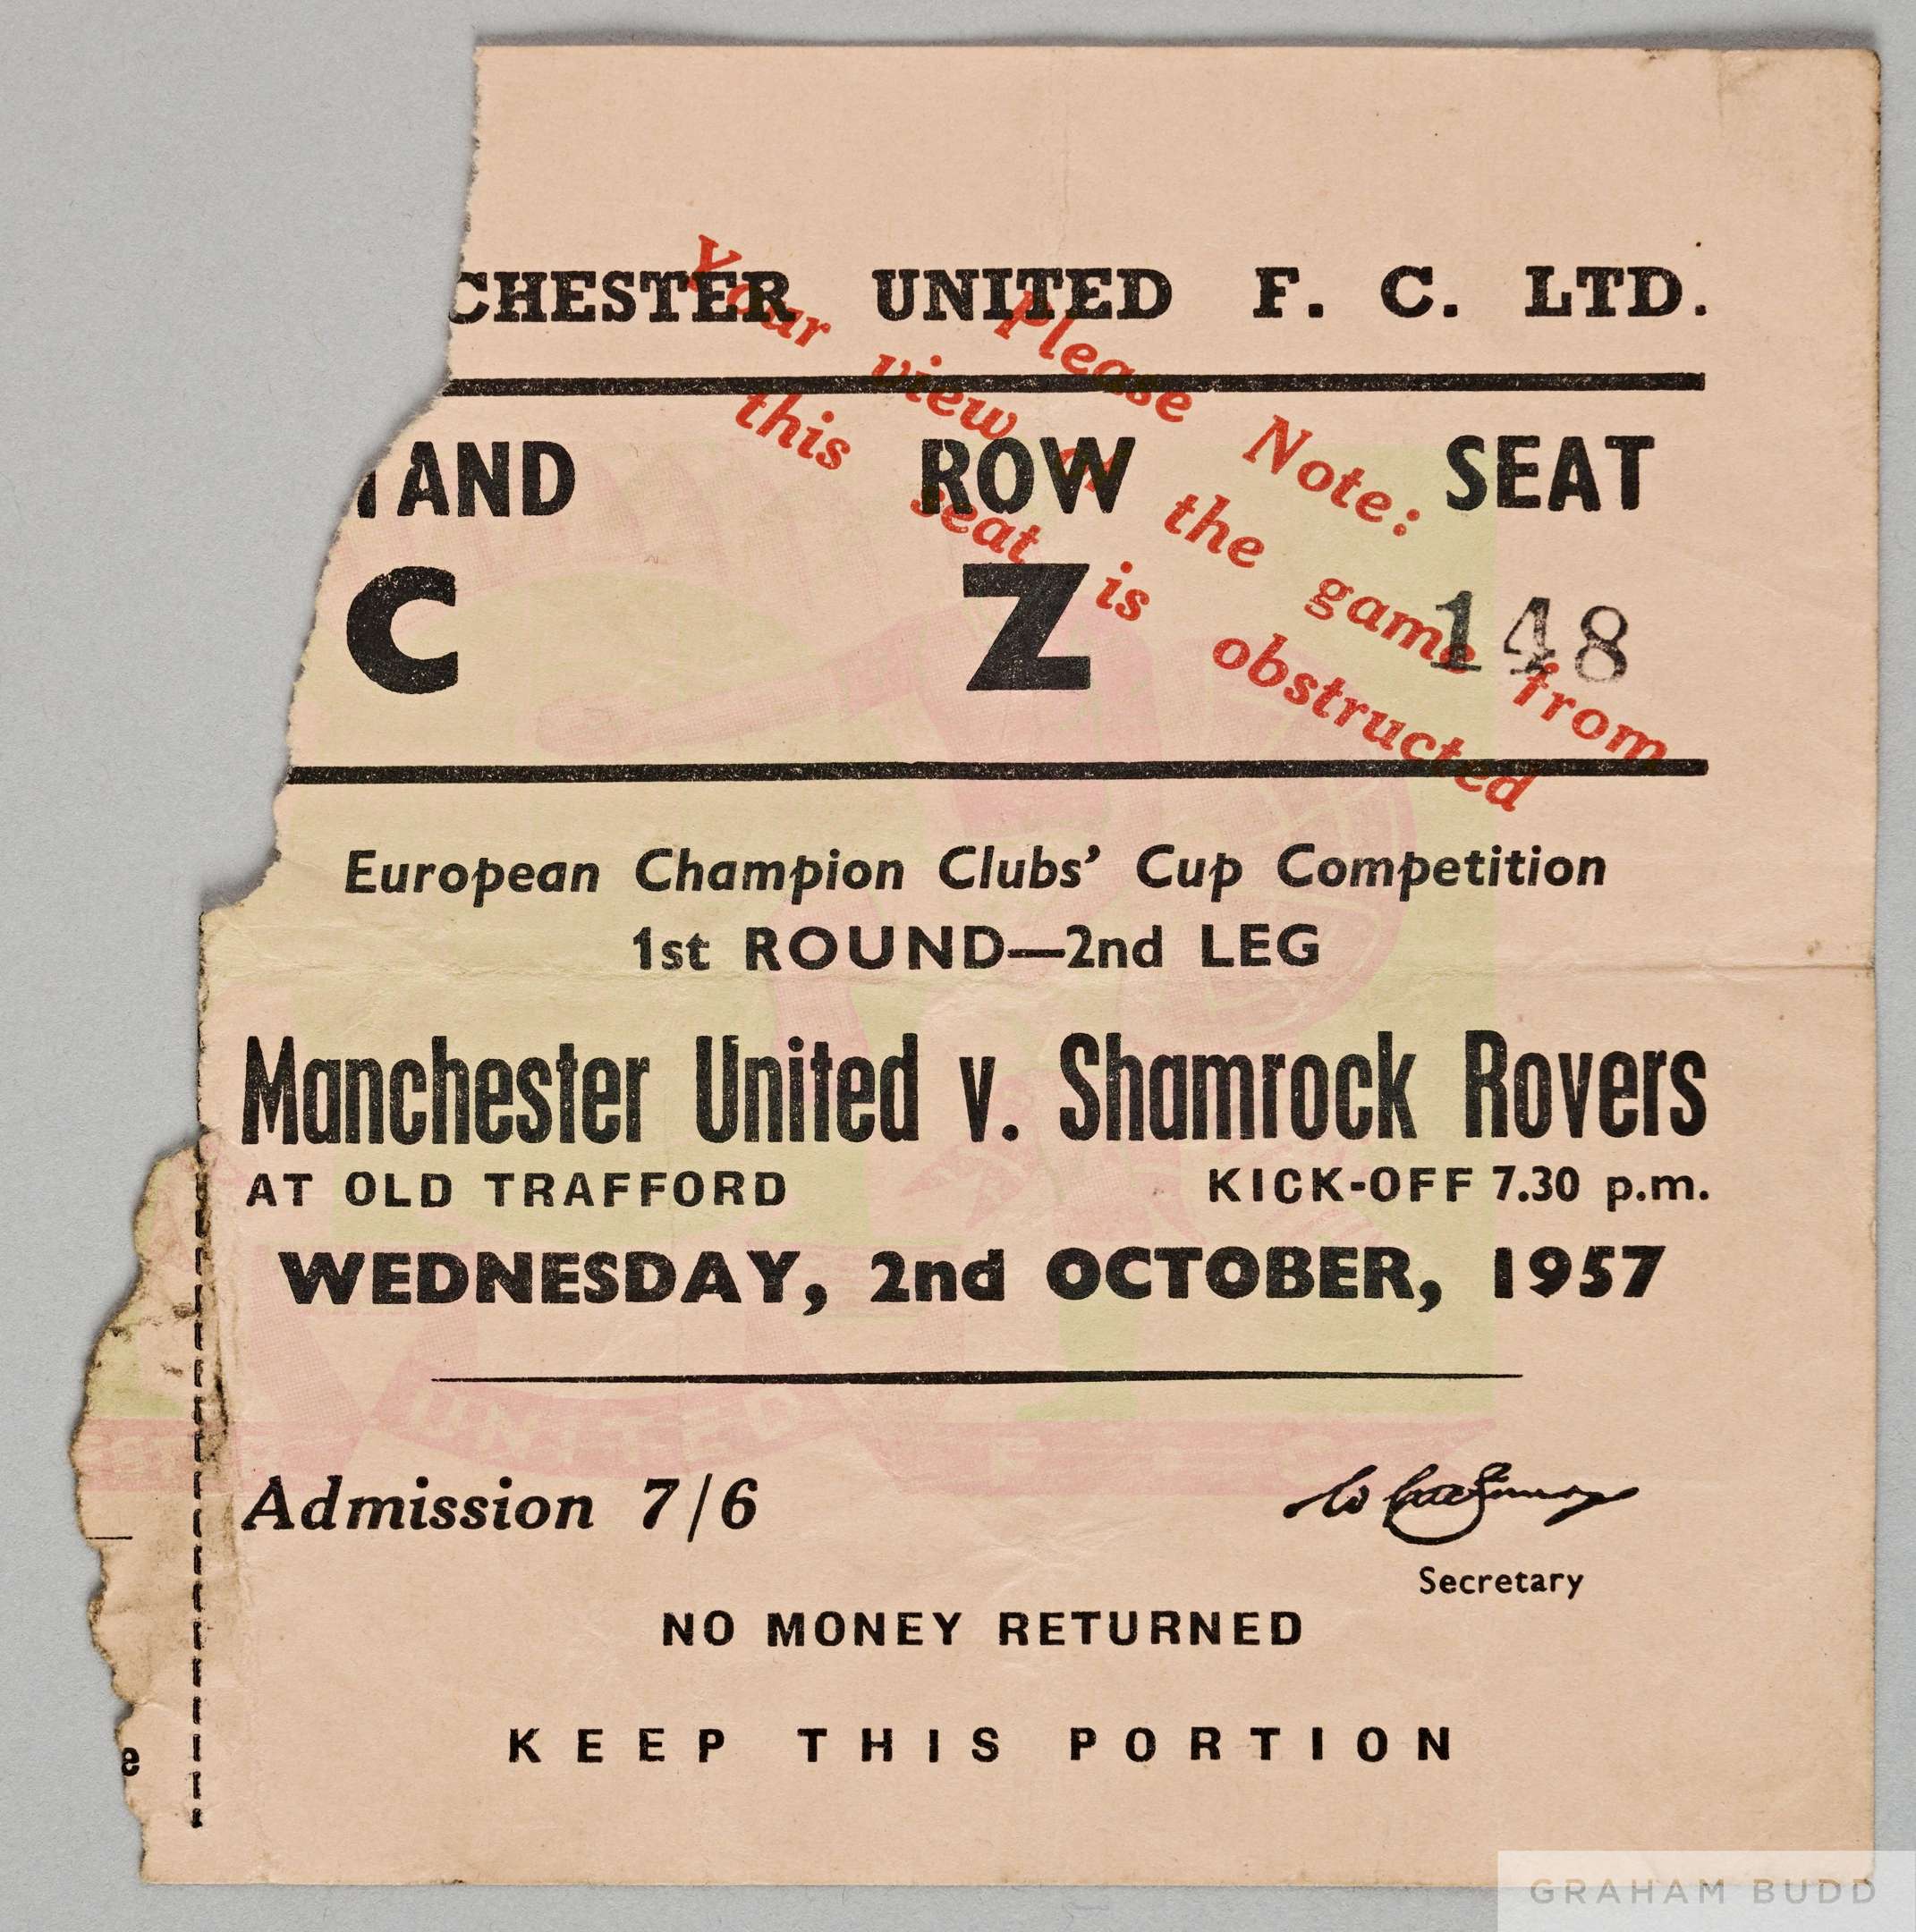 CHESTER UNITED F. C. LTD.
Please Note:
Your view of the game from
this seat is obstructed
TAND ROW SEAT
C Z 148
European Champion Clubs' Cup Competition
1st ROUND—2nd LEG
Manchester United v. Shamrock Rovers
AT OLD TRAFFORD KICK-OFF 7.30 p.m.
WEDNESDAY, 2nd OCTOBER, 1957
UNITED F. C.
Admission 7/6
Secretary
NO MONEY RETURNED
KEEP THIS PORTION
e
GRAHAM BUDD